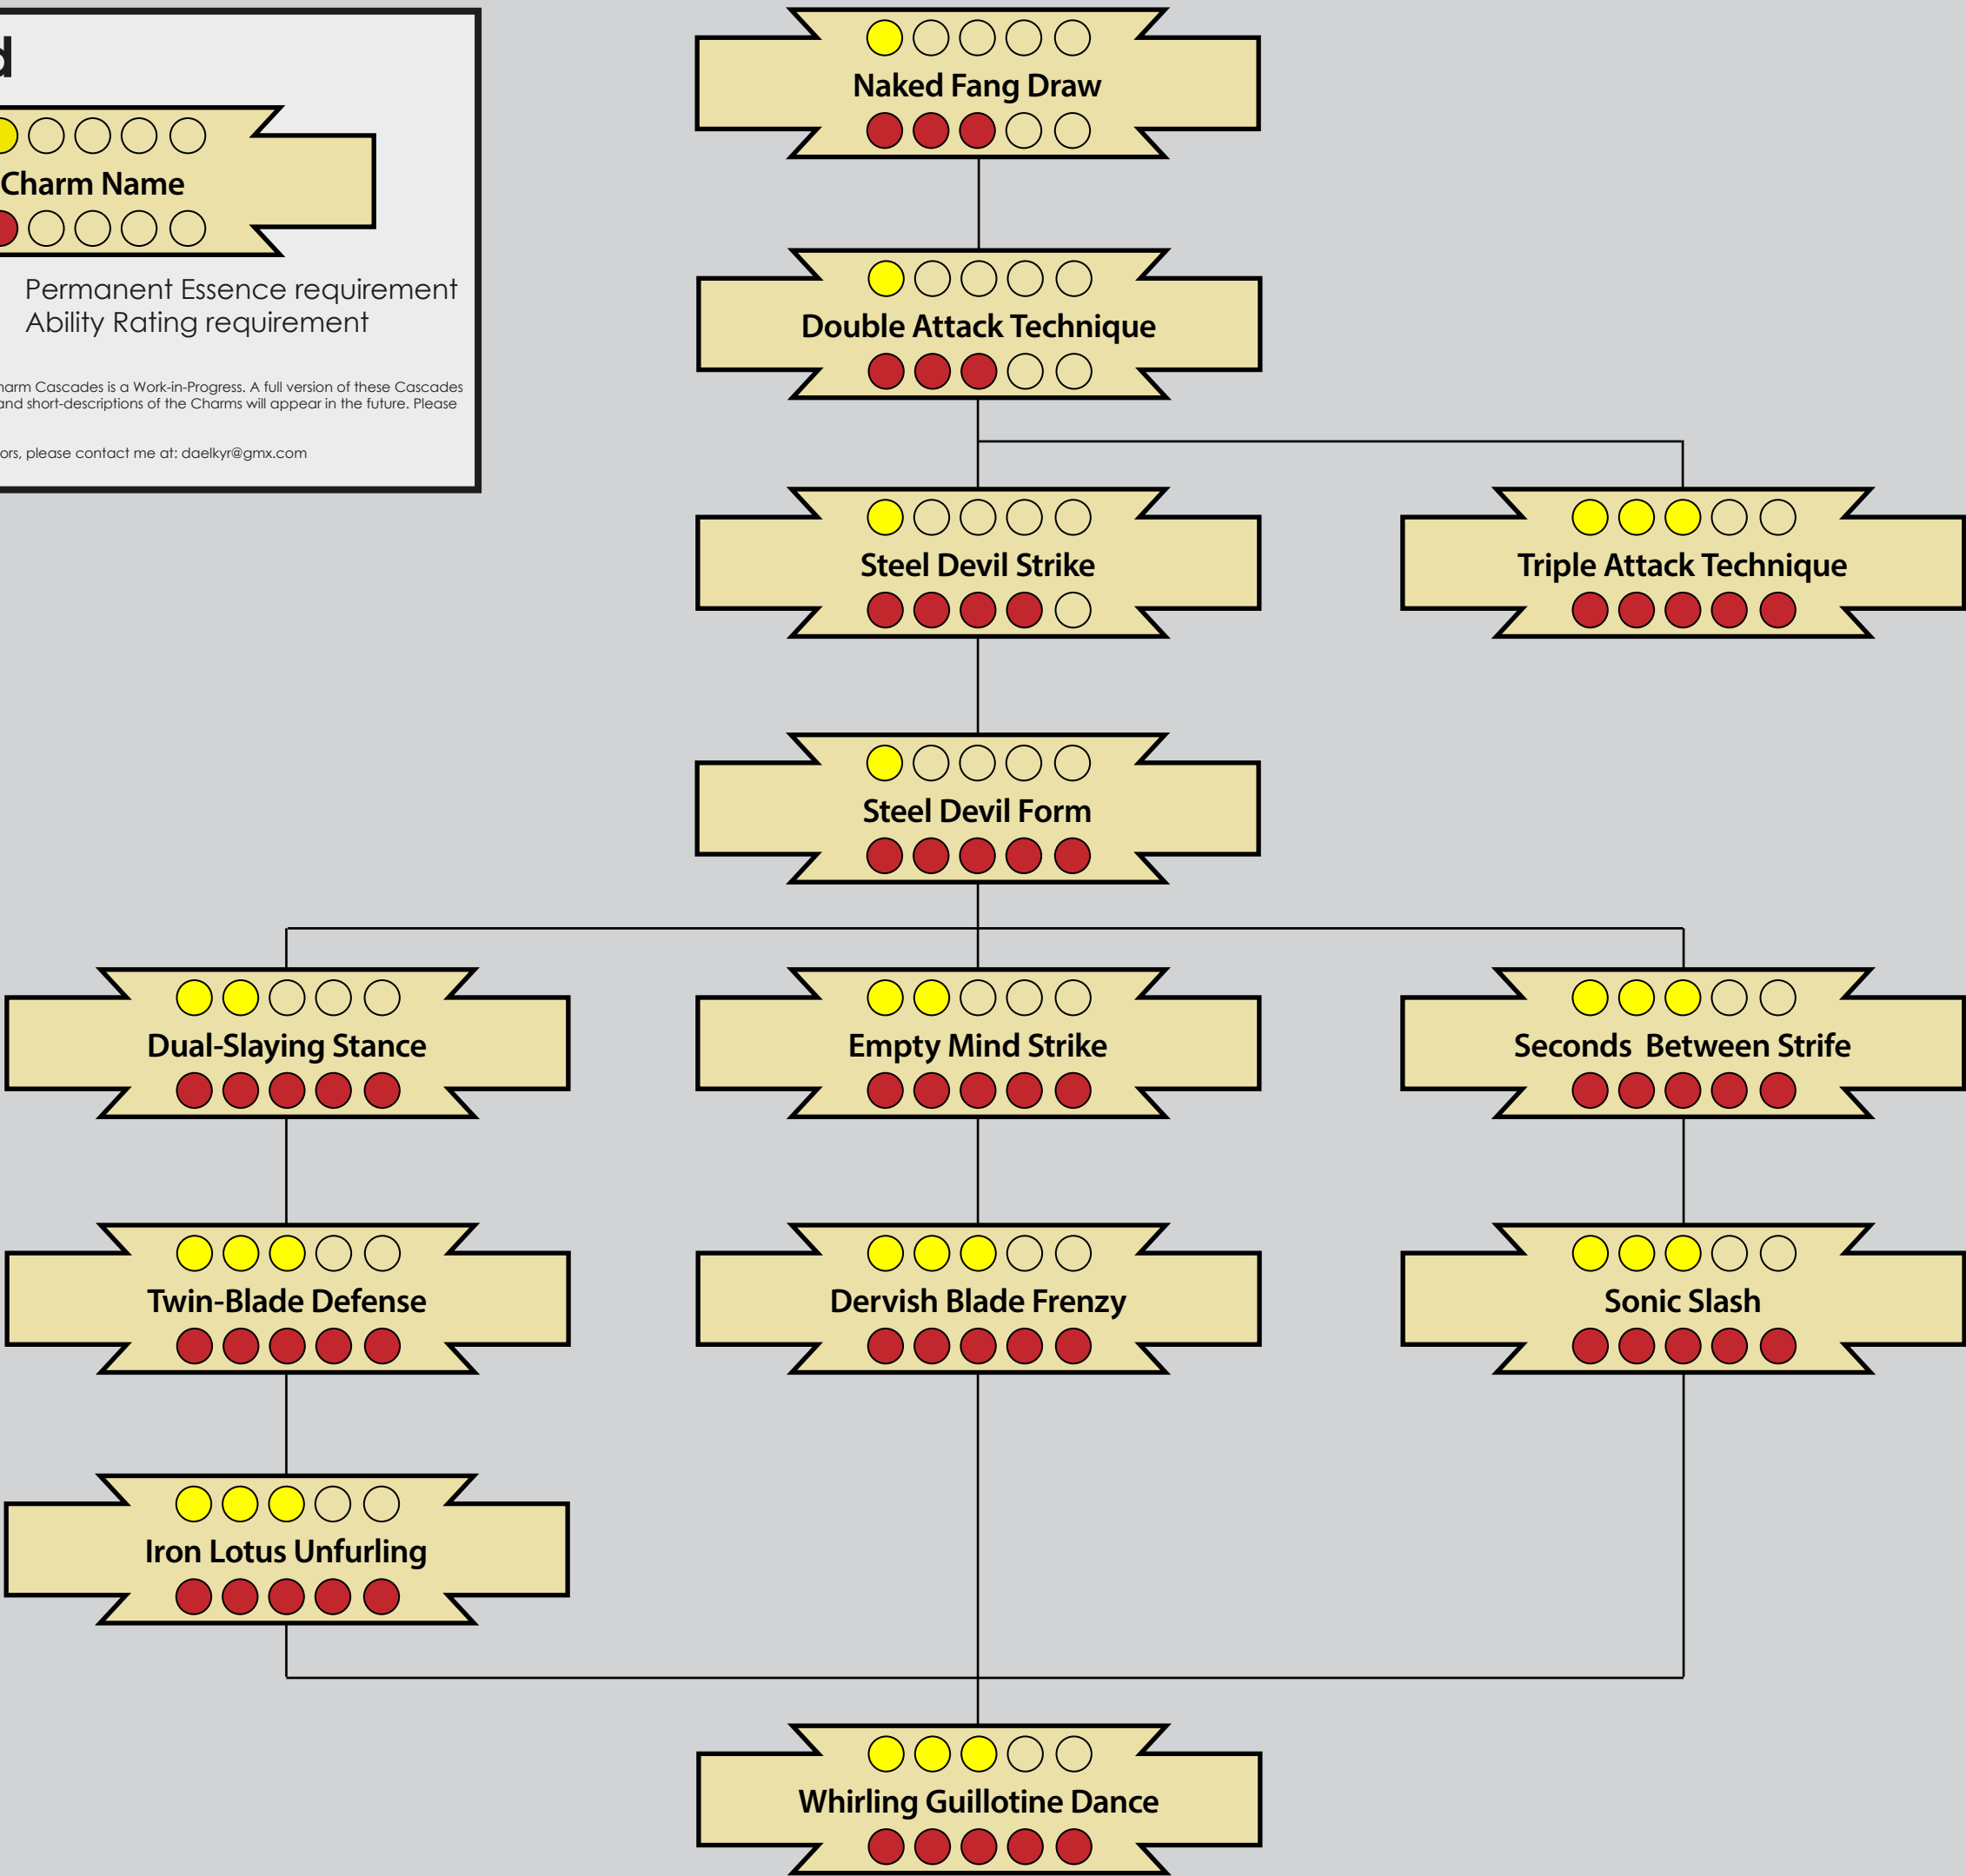 Charm Name
Permanent Essence requirement
Ability Rating requirement
Cascades is a Work-in-Progress. A full version of these Cascades
and short-descriptions of the Charms will appear in the future. Please
please contact me at: daelkyr@gmx.com
Naked Fang Draw
Double Attack Technique
Steel Devil Strike
Triple Attack Technique
Steel Devil Form
Dual-Slaying Stance
Empty Mind Strike
Seconds Between Strife
Twin-Blade Defense
Dervish Blade Frenzy
Sonic Slash
Iron Lotus Unfurling
Whirling Guillotine Dance